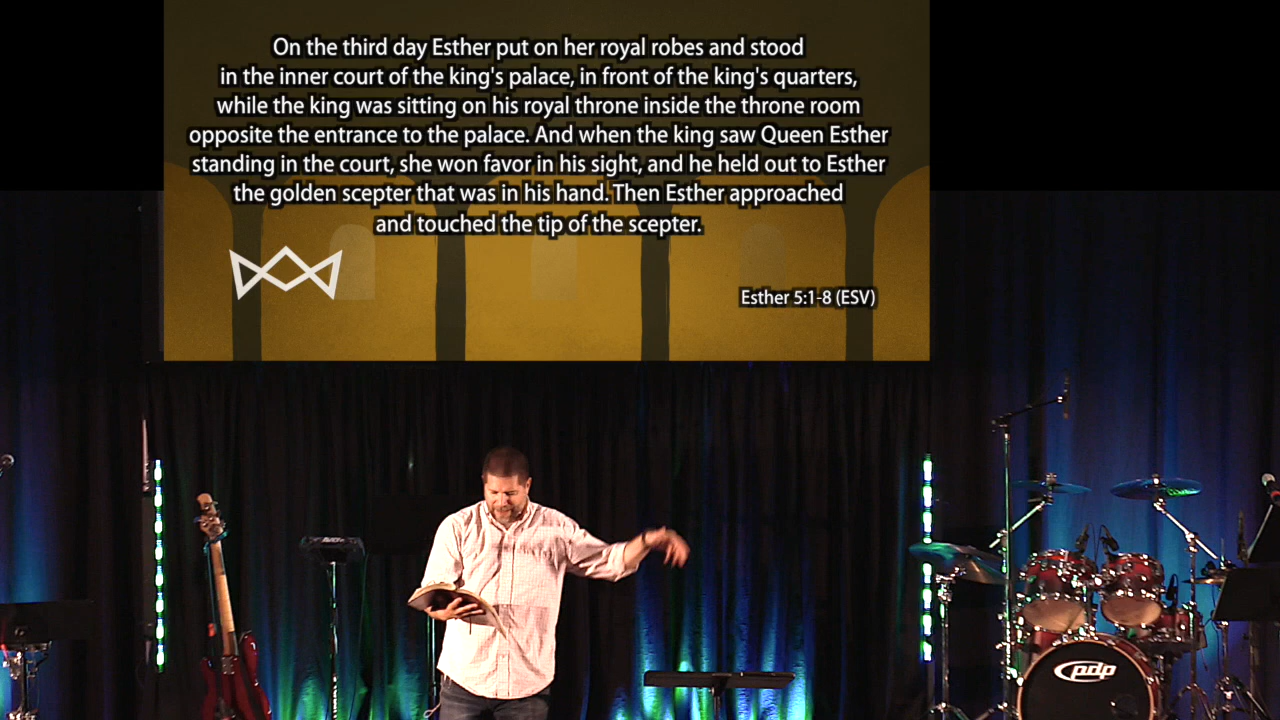 On the third day Esther put on her royal robes and stood
in the inner court of the king's palace, in front of the king's quarters,
while the king was sitting on his royal throne inside the throne room
opposite the entrance to the palace. And when the king saw Queen Esther
standing in the court, she won favor in his sight, and he held out to Esther
the golden scepter that was in his hand. Then Esther approached
and touched the tip of the scepter.
Esther 5:1-8 (ESV)
pdp